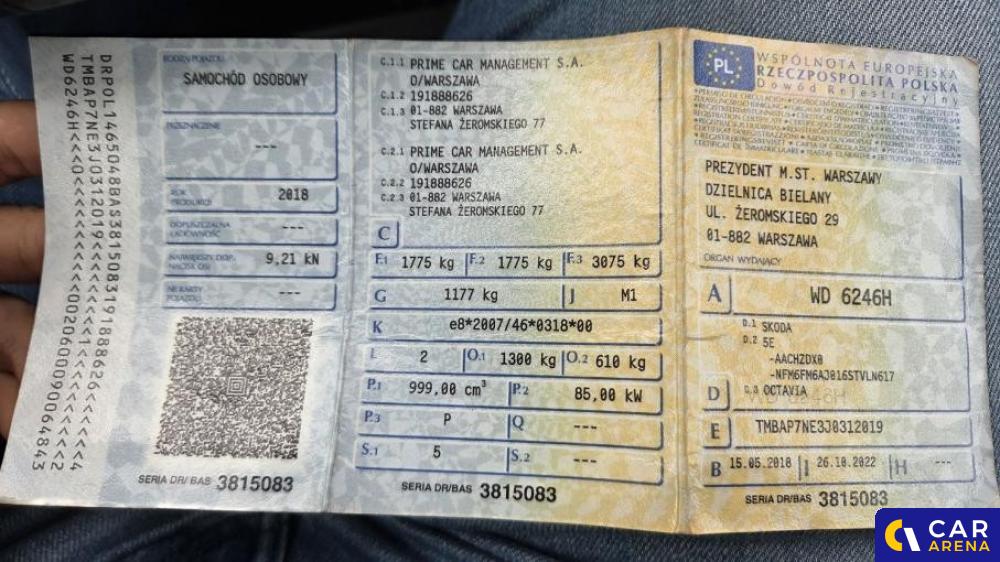 DRPOL1465048BAS38150831918886​26<<<<<4
TMBAP7NE3J0312019<<<<<<<<1<<<<<<<<<<<<2
WD6246H<<0<<<<<<<<<<<0020600090064843
RODZAJ POJAZDU
SAMOCHÓD OSOBOWY
PRZEZNACZENIE
---
ROK PRODUKCJI
2018
DOPUSZCZALNA ŁADOWNOŚĆ
---
NAJWIĘKSZY DOP. NACISK OSI
9,21 kN
NR KARTY POJAZDU
---
SERIA DR/BAS 3815083
C.1.1 PRIME CAR MANAGEMENT S.A.
O/WARSZAWA
C.1.2 191888626
C.1.3 01-882 WARSZAWA
STEFANA ŻEROMSKIEGO 77
C.2.1 PRIME CAR MANAGEMENT S.A.
O/WARSZAWA
C.2.2 191888626
C.2.3 01-882 WARSZAWA
STEFANA ŻEROMSKIEGO 77
C
F.1 1775 kg F.2 1775 kg F.3 3075 kg
G 1177 kg J M1
K e8*2007/46*0318*00
L 2 O.1 1300 kg O.2 610 kg
P.1 999,00 cm³ P.2 85,00 kW
P.3 P Q ---
S.1 5 S.2 ---
SERIA DR/BAS 3815083
PL
WSPÓLNOTA EUROPEJSKA
RZECZPOSPOLITA POLSKA
Dowód Rejestracyjny
PREZYDENT M.ST. WARSZAWY
DZIELNICA BIELANY
UL. ŻEROMSKIEGO 29
01-882 WARSZAWA
ORGAN WYDAJĄCY
A WD 6246H
D.1 SKODA
D.2 5E
-AACHZDX0
-NFM6FM6AJ016STVLN617
D D.3 OCTAVIA
E TMBAP7NE3J0312019
B 15.05.2018 I 26.10.2022 H ---
SERIA DR/BAS 3815083
CAR
ARENA